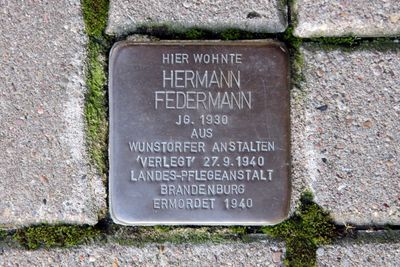 HIER WOHNTE
HERMANN
FEDERMANN
JG. 1930
AUS
WUNSTORFER ANSTALTEN
'VERLEGT' 27.9.1940
LANDES-PFLEGEANSTALT
BRANDENBURG
ERMORDET 1940